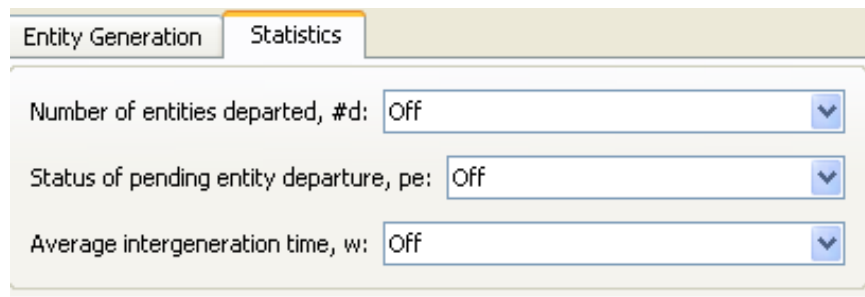 Entity Generation Statistics
Number of entities departed, #d: Off
Status of pending entity departure, pe: Off
Average intergeneration time, w: Off